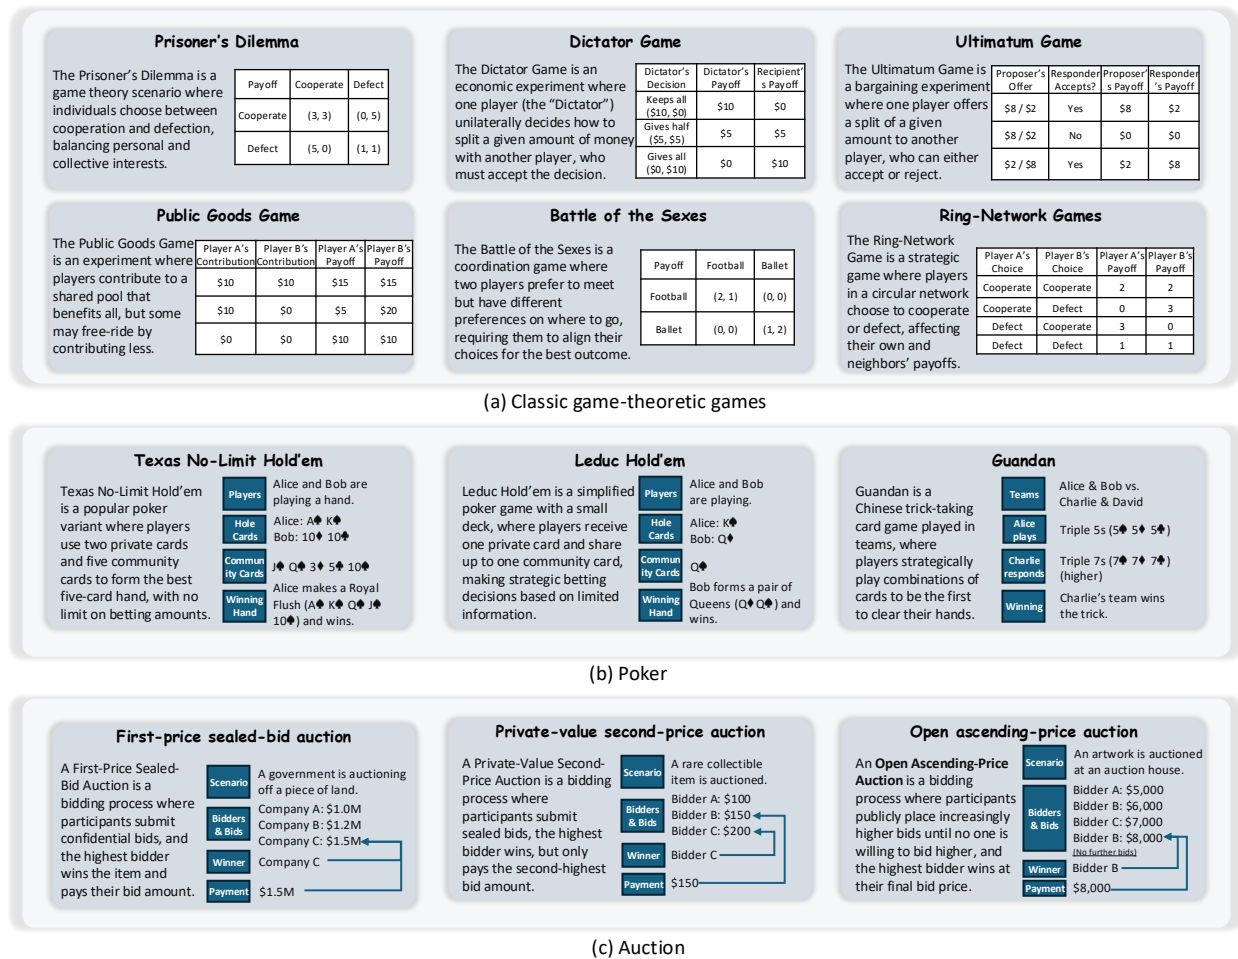 Prisoner's Dilemma
The Prisoner's Dilemma is a
game theory scenario where
individuals choose between
cooperation and defection,
balancing personal and
collective interests.
Payoff Cooperate Defect
Cooperate (3, 3) (0, 5)
Defect (5, 0) (1, 1)
Dictator Game
The Dictator Game is an
economic experiment where
one player (the “Dictator”)
unilaterally decides how to
split a given amount of money
with another player, who
must accept the decision.
Dictator's Dictator's Recipient'
Decision Payoff s Payoff
Keeps all
($10, $0) $10 $0
Gives half
($5, $5) $5 $5
Gives all
($0, $10) $0 $10
Ultimatum Game
The Ultimatum Game is
a bargaining experiment
where one player offers
a split of a given
amount to another
player, who can either
accept or reject.
Proposer's Responder Proposer' Responder
Offer Accepts? s Payoff 's Payoff
$8 / $2 Yes $8 $2
$8 / $2 No $0 $0
$2 / $8 Yes $2 $8
Public Goods Game
The Public Goods Game
is an experiment where
players contribute to a
shared pool that
benefits all, but some
may free-ride by
contributing less.
Player A's Player B's Player A's Player B's
Contribution Contribution Payoff Payoff
$10 $10 $15 $15
$10 $0 $5 $20
$0 $0 $10 $10
Battle of the Sexes
The Battle of the Sexes is a
coordination game where
two players prefer to meet
but have different
preferences on where to go,
requiring them to align their
choices for the best outcome.
Payoff Football Ballet
Football (2, 1) (0, 0)
Ballet (0, 0) (1, 2)
Ring-Network Games
The Ring-Network
Game is a strategic
game where players
in a circular network
choose to cooperate
or defect, affecting
their own and
neighbors' payoffs.
Player A's Player B's Player A's Player B's
Choice Choice Payoff Payoff
Cooperate Cooperate 2 2
Cooperate Defect 0 3
Defect Cooperate 3 0
Defect Defect 1 1
(a) Classic game-theoretic games
Texas No-Limit Hold'em
Texas No-Limit Hold'em
is a popular poker
variant where players
use two private cards
and five community
cards to form the best
five-card hand, with no
limit on betting amounts.
Players
Alice and Bob are
playing a hand.
Hole
Cards
Alice: A♠ K♠
Bob: 10♦ 10♣
Commun
ity Cards
J♠ Q♠ 3♦ 5♣ 10♠
Winning
Hand
Alice makes a Royal
Flush (A♠ K♠ Q♠ J♠
10♠) and wins.
Leduc Hold'em
Leduc Hold'em is a simplified
poker game with a small
deck, where players receive
one private card and share
up to one community card,
making strategic betting
decisions based on limited
information.
Players
Alice and Bob
are playing.
Hole
Cards
Alice: K♠
Bob: Q♦
Commun
ity Cards
Q♠
Winning
Hand
Bob forms a pair of
Queens (Q♦ Q♠) and
wins.
Guandan
Guandan is a
Chinese trick-taking
card game played in
teams, where
players strategically
play combinations of
cards to be the first
to clear their hands.
Teams
Alice & Bob vs.
Charlie & David
Alice
plays
Triple 5s (5♠ 5♦ 5♣)
Charlie
responds
Triple 7s (7♠ 7♦ 7♣)
(higher)
Winning
Charlie's team wins
the trick.
(b) Poker
First-price sealed-bid auction
A First-Price Sealed-
Bid Auction is a
bidding process where
participants submit
confidential bids, and
the highest bidder
wins the item and
pays their bid amount.
Scenario
A government is auctioning
off a piece of land.
Bidders
& Bids
Company A: $1.0M
Company B: $1.2M
Company C: $1.5M
Winner
Company C
Payment
$1.5M
Private-value second-price auction
A Private-Value Second-
Price Auction is a bidding
process where
participants submit
sealed bids, the highest
bidder wins, but only
pays the second-highest
bid amount.
Scenario
A rare collectible
item is auctioned.
Bidders
& Bids
Bidder A: $100
Bidder B: $150
Bidder C: $200
Winner
Bidder C
Payment
$150
Open ascending-price auction
An Open Ascending-Price
Auction is a bidding
process where participants
publicly place increasingly
higher bids until no one is
willing to bid higher, and
the highest bidder wins at
their final bid price.
Scenario
An artwork is auctioned
at an auction house.
Bidders
& Bids
Bidder A: $5,000
Bidder B: $6,000
Bidder C: $7,000
Bidder B: $8,000
(No further bids)
Winner
Bidder B
Payment
$8,000
(c) Auction